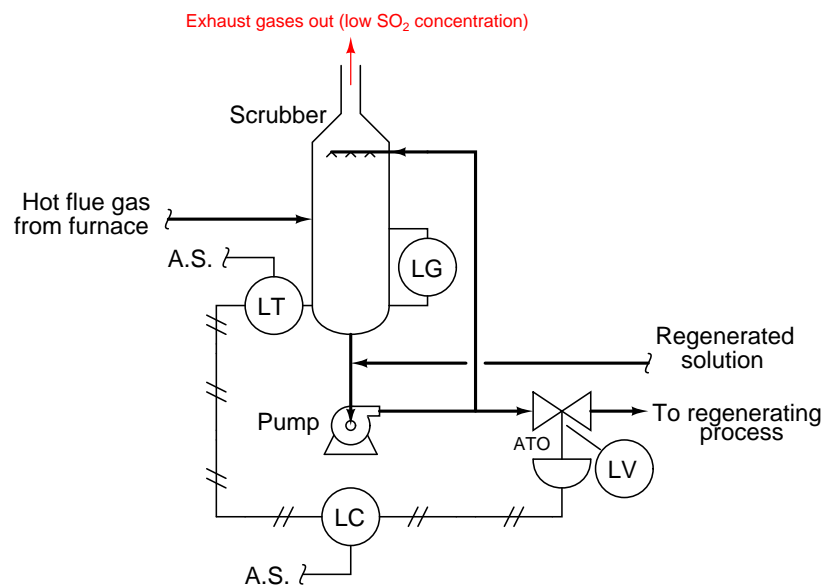 Exhaust gases out (low SO₂ concentration)
Scrubber
Hot flue gas
from furnace
A.S.
LG
LT
Regenerated
solution
Pump
To regenerating
process
ATO
LV
LC
A.S.